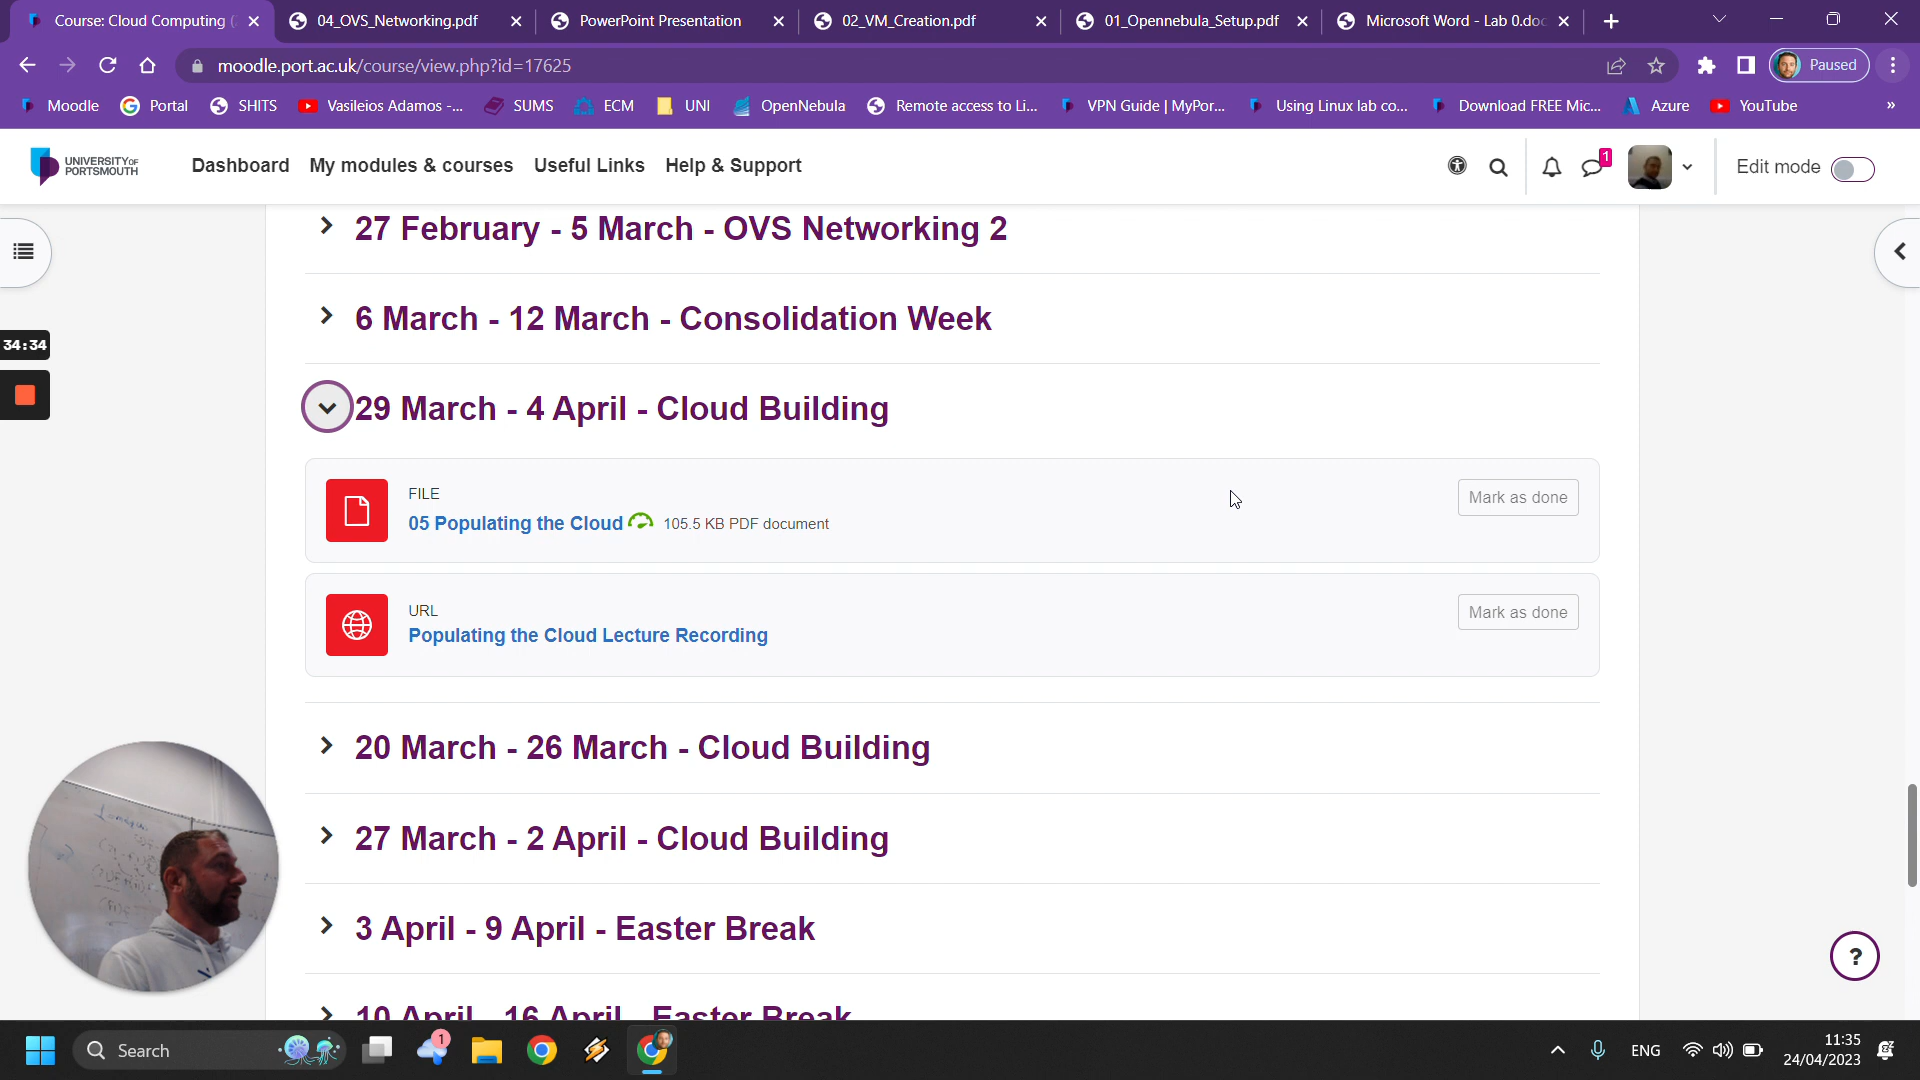 Course: Cloud Computing (
04_OVS_Networking.pdf
PowerPoint Presentation
02_VM_Creation.pdf
01_Opennebula_Setup.pdf
Microsoft Word - Lab 0.doc
moodle.port.ac.uk/course/view.php?id=17625
Paused
Moodle
Portal
SHITS
Vasileios Adamos -...
SUMS
ECM
UNI
OpenNebula
Remote access to Li...
VPN Guide | MyPor...
Using Linux lab co...
Download FREE Mic...
Azure
YouTube
»
UNIVERSITY OF
PORTSMOUTH
Dashboard
My modules & courses
Useful Links
Help & Support
1
Edit mode
27 February - 5 March - OVS Networking 2
34:34
6 March - 12 March - Consolidation Week
29 March - 4 April - Cloud Building
FILE
05 Populating the Cloud
105.5 KB PDF document
Mark as done
URL
Populating the Cloud Lecture Recording
Mark as done
20 March - 26 March - Cloud Building
27 March - 2 April - Cloud Building
3 April - 9 April - Easter Break
?
10 April - 16 April - Easter Break
Search
1
ENG
11:35
24/04/2023